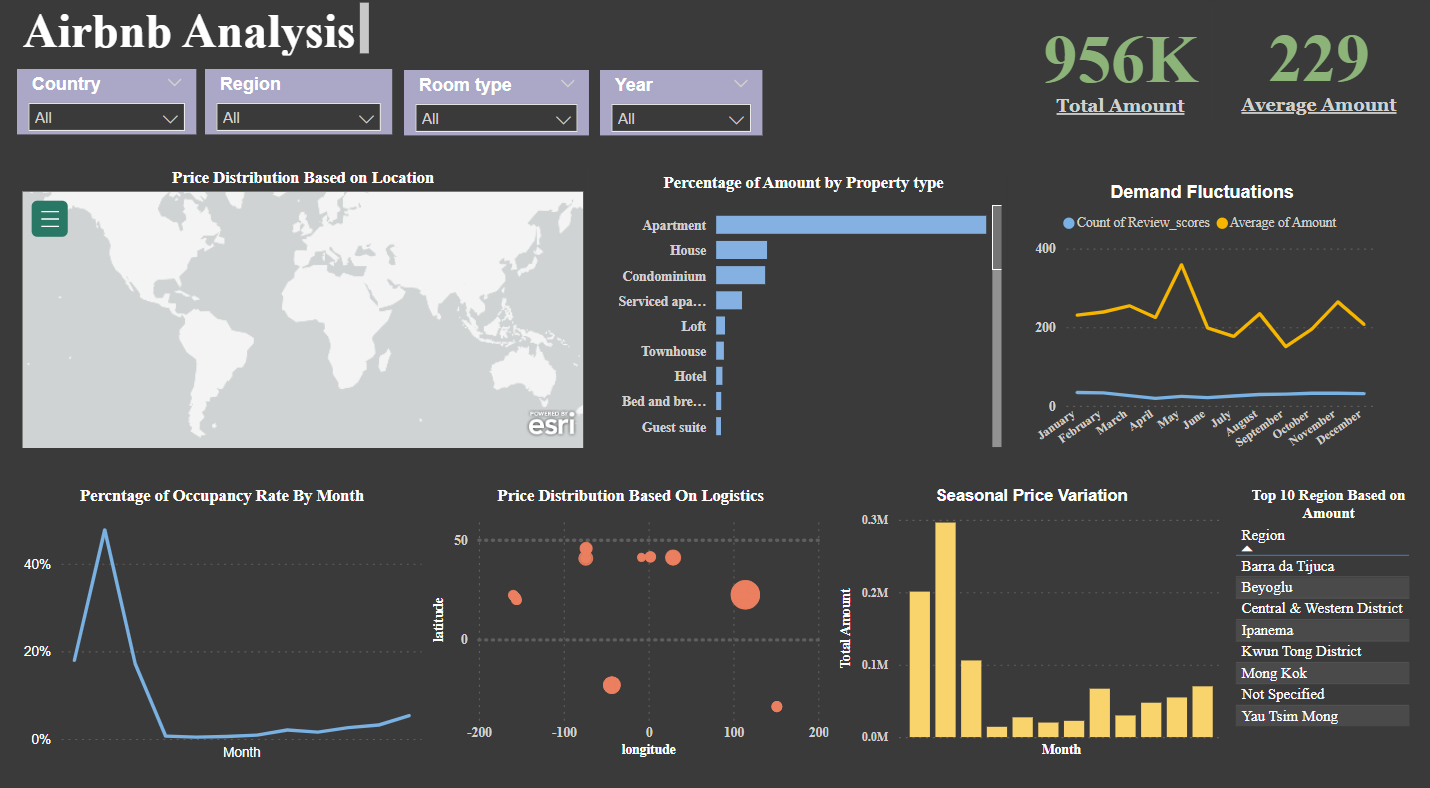 Airbnb Analysis
956K
Total Amount
229
Average Amount
Country
All
Region
All
Room type
All
Year
All
Price Distribution Based on Location
POWERED BY
esri
Percentage of Amount by Property type
Apartment
House
Condominium
Serviced apa…
Loft
Townhouse
Hotel
Bed and bre…
Guest suite
Demand Fluctuations
Count of Review_scores Average of Amount
400
200
0
January
February
March
April
May
June
July
August
September
October
November
December
Percntage of Occupancy Rate By Month
40%
20%
0%
Month
Price Distribution Based On Logistics
latitude
50
0
-200 -100 0 100 200
longitude
Seasonal Price Variation
Total Amount
0.3M
0.2M
0.1M
0.0M
Month
Top 10 Region Based on
Amount
Region
Barra da Tijuca
Beyoglu
Central & Western District
Ipanema
Kwun Tong District
Mong Kok
Not Specified
Yau Tsim Mong